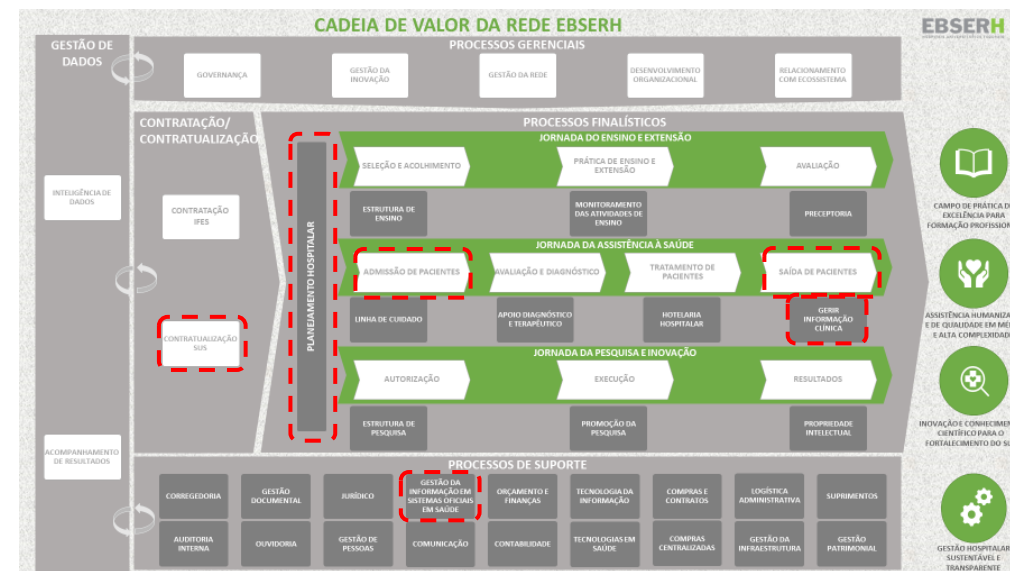 CADEIA DE VALOR DA REDE EBSERH
EBSERH
GESTÃO DE
DADOS
PROCESSOS GERENCIAIS
GOVERNANÇA
GESTÃO DA
INOVAÇÃO
GESTÃO DA REDE
DESENVOLVIMENTO
ORGANIZACIONAL
RELACIONAMENTO
COM ECOSSISTEMA
CONTRATAÇÃO/
CONTRATUALIZAÇÃO
PROCESSOS FINALÍSTICOS
JORNADA DO ENSINO E EXTENSÃO
SELEÇÃO E ACOLHIMENTO
PRÁTICA DE ENSINO E
EXTENSÃO
AVALIAÇÃO
INTELIGÊNCIA DE
DADOS
CONTRATAÇÃO
IFES
PLANEJAMENTO HOSPITALAR
ESTRUTURA DE
ENSINO
MONITORAMENTO
DAS ATIVIDADES DE
ENSINO
PRECEPTORIA
CAMPO DE PRÁTICA D
EXCELÊNCIA PARA
FORMAÇÃO PROFISSION
JORNADA DA ASSISTÊNCIA À SAÚDE
ADMISSÃO DE PACIENTES
AVALIAÇÃO E DIAGNÓSTICO
TRATAMENTO DE
PACIENTES
SAÍDA DE PACIENTES
CONTRATUALIZAÇÃO
SUS
LINHA DE CUIDADO
APOIO DIAGNÓSTICO
E TERAPÊUTICO
HOTELARIA
HOSPITALAR
GERIR
INFORMAÇÃO
CLÍNICA
ASSISTÊNCIA HUMANIZA
E DE QUALIDADE EM MÉ
E ALTA COMPLEXIDAD
JORNADA DA PESQUISA E INOVAÇÃO
AUTORIZAÇÃO
EXECUÇÃO
RESULTADOS
ESTRUTURA DE
PESQUISA
PROMOÇÃO DA
PESQUISA
PROPRIEDADE
INTELECTUAL
INOVAÇÃO E CONHECIMEN
CIENTÍFICO PARA O
FORTALECIMENTO DO SU
ACOMPANHAMENTO
DE RESULTADOS
PROCESSOS DE SUPORTE
CORREGEDORIA
GESTÃO
DOCUMENTAL
JURÍDICO
GESTÃO DA
INFORMAÇÃO EM
SISTEMAS OFICIAIS
EM SAÚDE
ORÇAMENTO E
FINANÇAS
TECNOLOGIA DA
INFORMAÇÃO
COMPRAS E
CONTRATOS
LOGÍSTICA
ADMINISTRATIVA
SUPRIMENTOS
AUDITORIA
INTERNA
OUVIDORIA
GESTÃO DE
PESSOAS
COMUNICAÇÃO
CONTABILIDADE
TECNOLOGIAS EM
SAÚDE
COMPRAS
CENTRALIZADAS
GESTÃO DA
INFRAESTRUTURA
GESTÃO
PATRIMONIAL
GESTÃO HOSPITALAR
SUSTENTÁVEL E
TRANSPARENTE